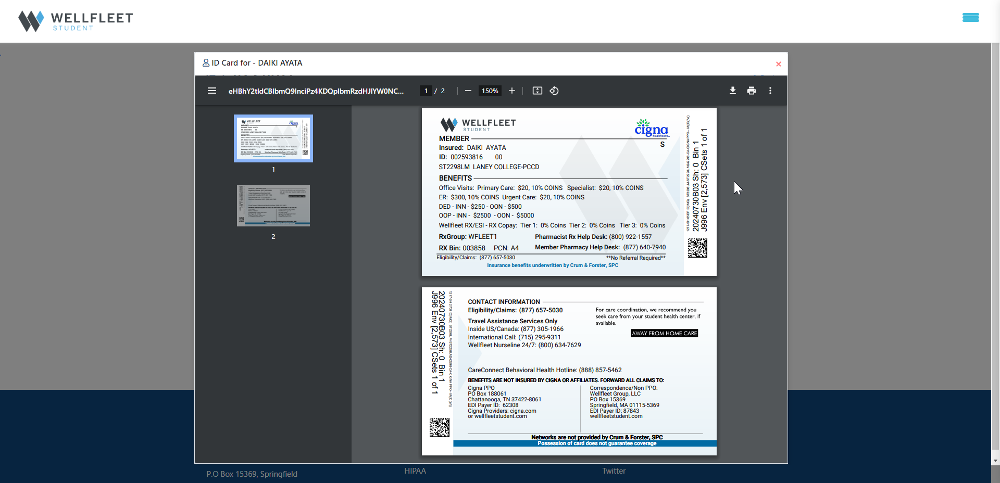 WELLFLEET
STUDENT
ID Card for - DAIKI AYATA
eHBhY2tldCBlbmQ9InciPz4KDQplbmRzdHJlYW0NC...
1 / 2
150%
1
2
WELLFLEET
STUDENT
cigna
healthcare
MEMBER
S
Insured: DAIKI AYATA
ID: 002593816 00
ST2298LM LANEY COLLEGE-PCCD
BENEFITS
Office Visits: Primary Care: $20, 10% COINS Specialist: $20, 10% COINS
ER: $300, 10% COINS Urgent Care: $20, 10% COINS
DED - INN - $250 - OON - $500
OOP - INN - $2500 - OON - $5000
Wellfleet RX/ESI - RX Copay: Tier 1: 0% Coins Tier 2: 0% Coins Tier 3: 0% Coins
RxGroup: WFLEET1 Pharmacist Rx Help Desk: (800) 922-1557
RX Bin: 003858 PCN: A4 Member Pharmacy Help Desk: (877) 640-7940
Eligibility/Claims: (877) 657-5030 **No Referral Required**
Insurance benefits underwritten by Crum & Forster, SPC
20240730B03 Sh: 0 Bin 1
J996 Env [2,573] CSets 1 of 1
20240730B03 Sh: 0 Bin 1
J996 Env [2,573] CSets 1 of 1
CONTACT INFORMATION
Eligibility/Claims: (877) 657-5030
Travel Assistance Services Only
Inside US/Canada: (877) 305-1966
International Call: (715) 295-9311
Wellfleet Nurseline 24/7: (800) 634-7629
For care coordination, we recommend you
seek care from your student health center, if
available.
AWAY FROM HOME CARE
CareConnect Behavioral Health Hotline: (888) 857-5462
BENEFITS ARE NOT INSURED BY CIGNA OR AFFILIATES. FORWARD ALL CLAIMS TO:
Cigna PPO
PO Box 188061
Chattanooga, TN 37422-8061
EDI Payer ID: 62308
Cigna Providers: cigna.com
or wellfleetstudent.com
Correspondence/Non PPO:
Wellfleet Group, LLC
PO Box 15369
Springfield, MA 01115-5369
EDI Payer ID: 87843
wellfleetstudent.com
Networks are not provided by Crum & Forster, SPC
Possession of card does not guarantee coverage
P.O Box 15369, Springfield
HIPAA
Twitter